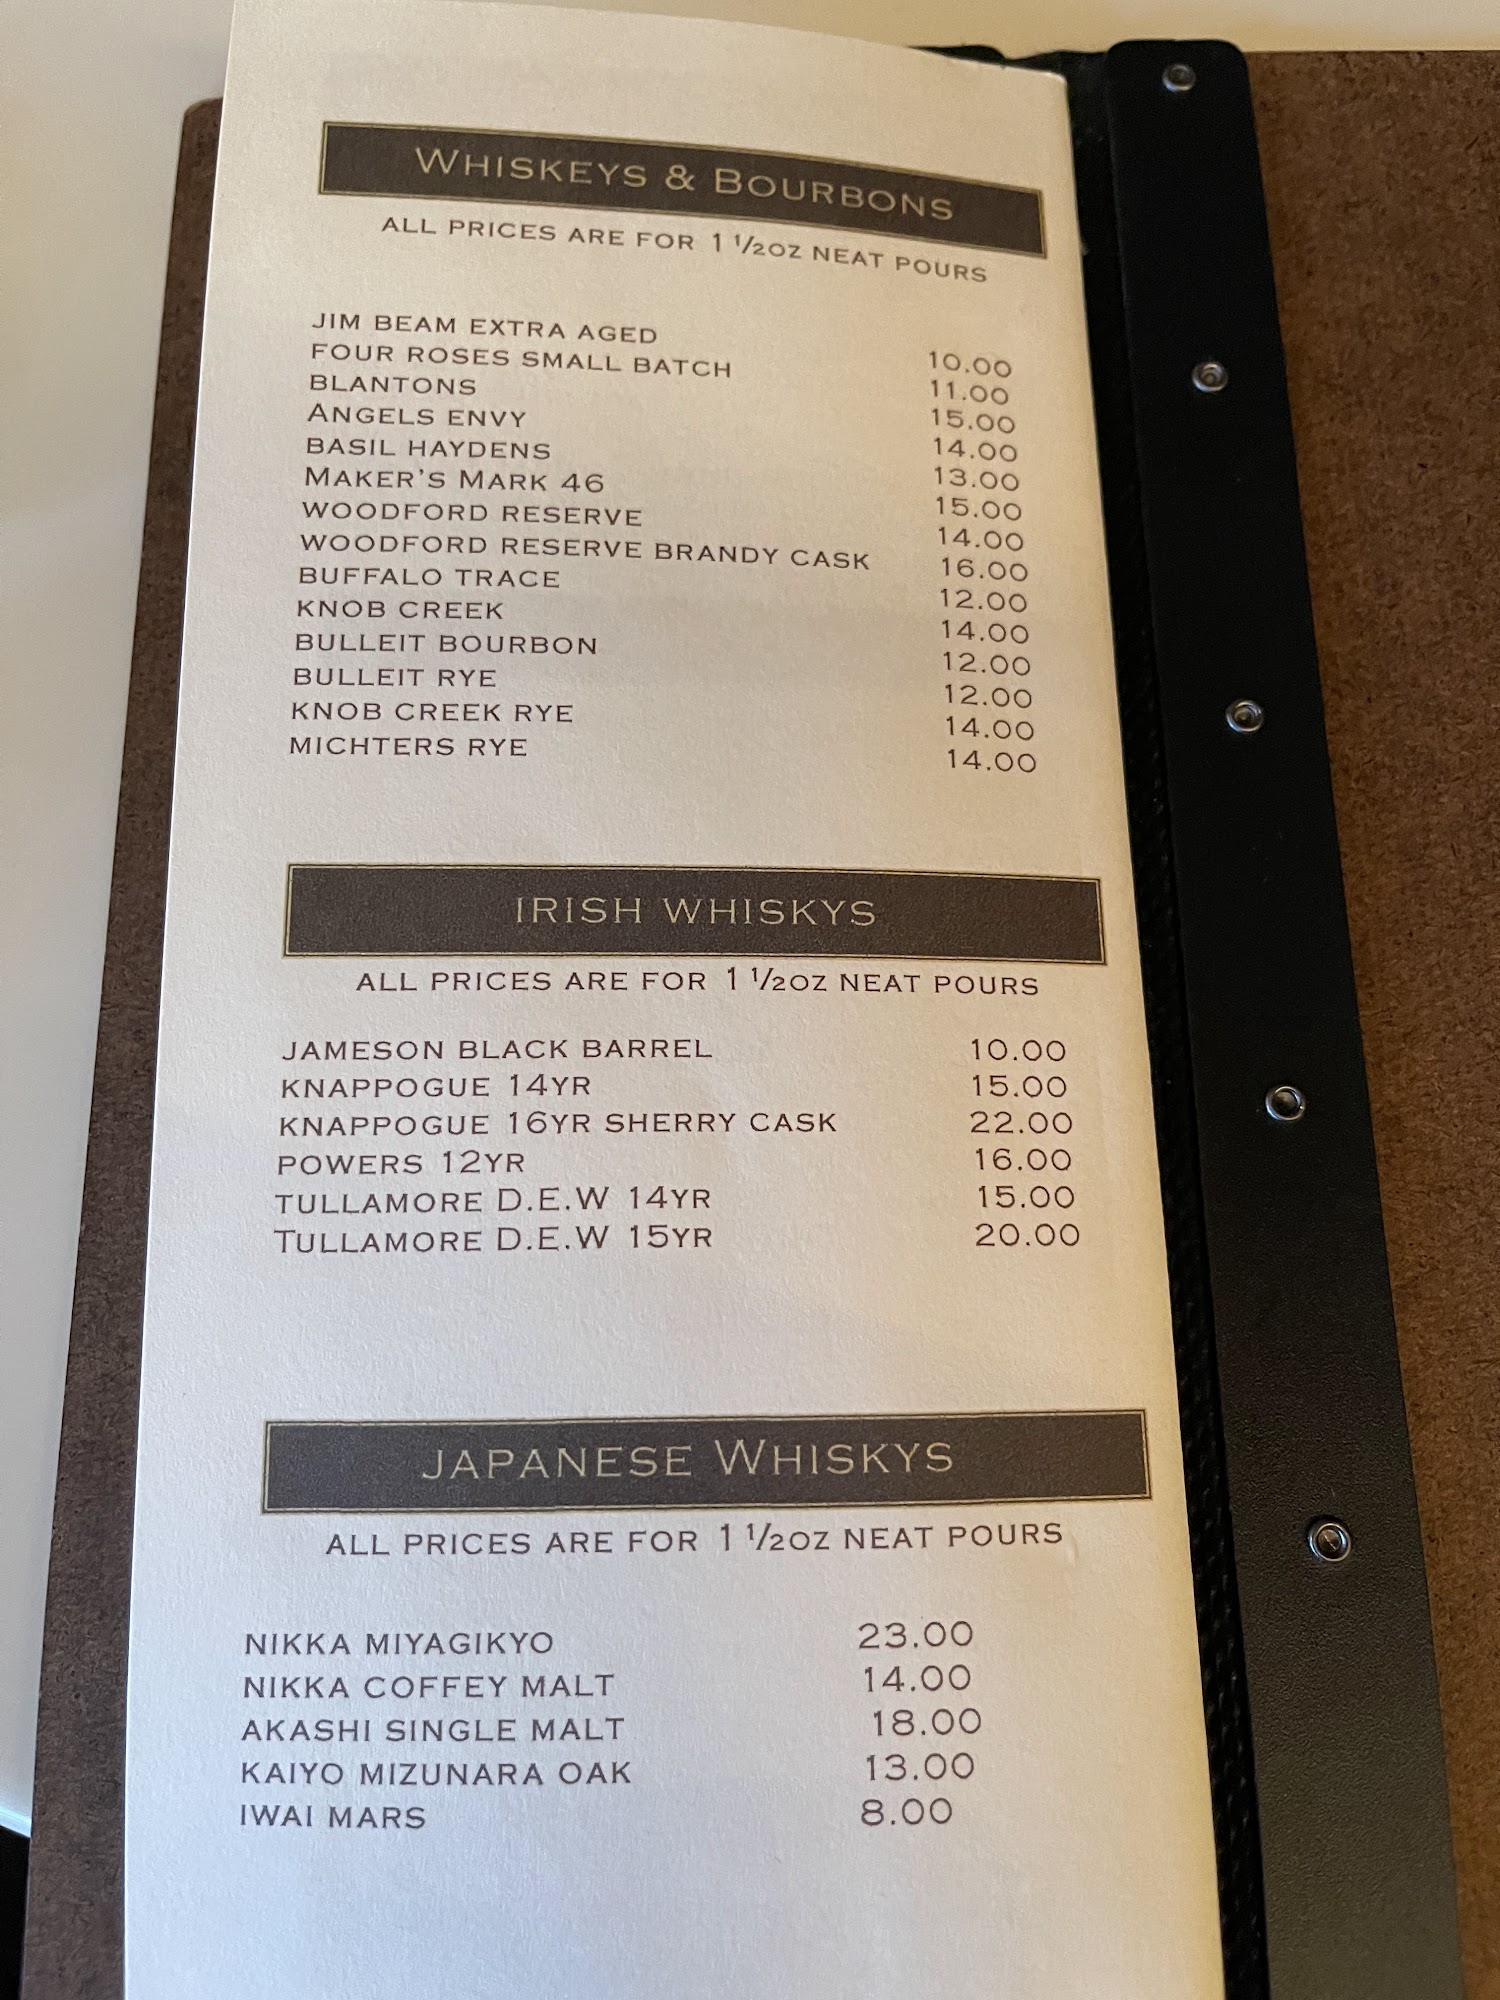 WHISKEYS & BOURBONS
ALL PRICES ARE FOR 1 1/2OZ NEAT POURS
JIM BEAM EXTRA AGED 10.00
FOUR ROSES SMALL BATCH 11.00
BLANTONS 15.00
ANGELS ENVY 14.00
BASIL HAYDENS 13.00
MAKER'S MARK 46 15.00
WOODFORD RESERVE 14.00
WOODFORD RESERVE BRANDY CASK 16.00
BUFFALO TRACE 12.00
KNOB CREEK 14.00
BULLEIT BOURBON 12.00
BULLEIT RYE 12.00
KNOB CREEK RYE 14.00
MICHTERS RYE 14.00
IRISH WHISKYS
ALL PRICES ARE FOR 1 1/2OZ NEAT POURS
JAMESON BLACK BARREL 10.00
KNAPPOGUE 14YR 15.00
KNAPPOGUE 16YR SHERRY CASK 22.00
POWERS 12YR 16.00
TULLAMORE D.E.W 14YR 15.00
TULLAMORE D.E.W 15YR 20.00
JAPANESE WHISKYS
ALL PRICES ARE FOR 1 1/2OZ NEAT POURS
NIKKA MIYAGIKYO 23.00
NIKKA COFFEY MALT 14.00
AKASHI SINGLE MALT 18.00
KAIYO MIZUNARA OAK 13.00
IWAI MARS 8.00